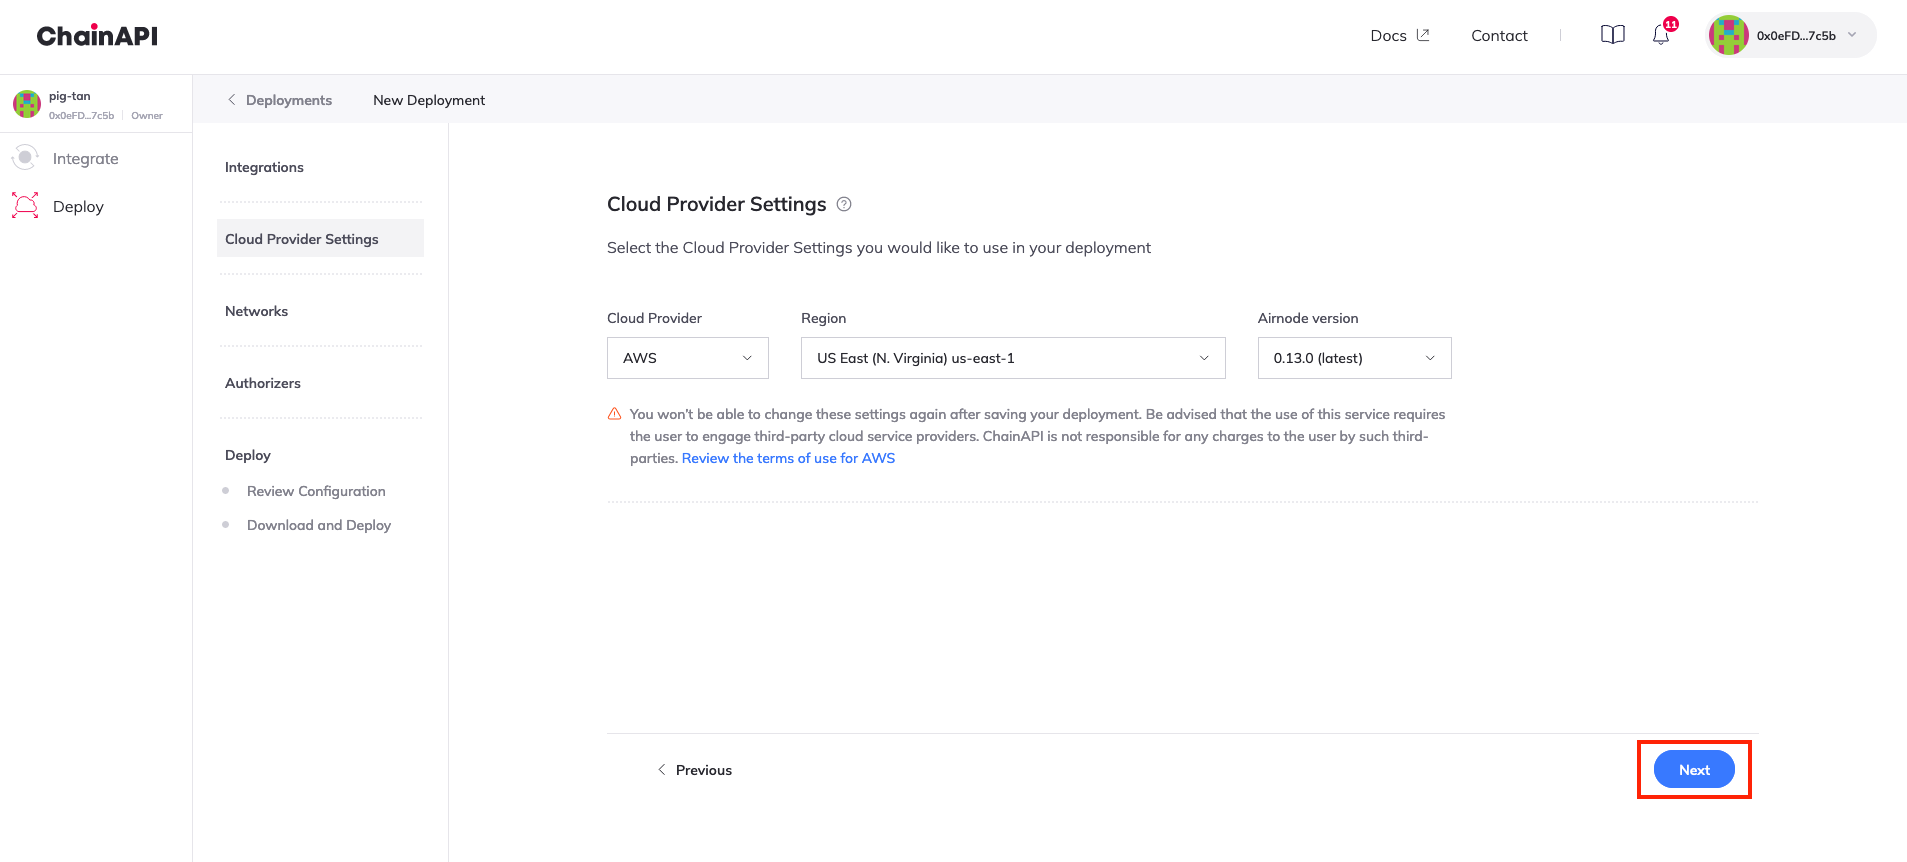 ChainAPI
Docs
Contact
11
0x0eFD...7c5b
pig-tan
0x0eFD...7c5b
Owner
Integrate
Deploy
Deployments
New Deployment
Integrations
Cloud Provider Settings
Networks
Authorizers
Deploy
Review Configuration
Download and Deploy
Cloud Provider Settings ?
Select the Cloud Provider Settings you would like to use in your deployment
Cloud Provider
Region
Airnode version
AWS
US East (N. Virginia) us-east-1
0.13.0 (latest)
You won't be able to change these settings again after saving your deployment. Be advised that the use of this service requires
the user to engage third-party cloud service providers. ChainAPI is not responsible for any charges to the user by such third-
parties. Review the terms of use for AWS
Previous
Next